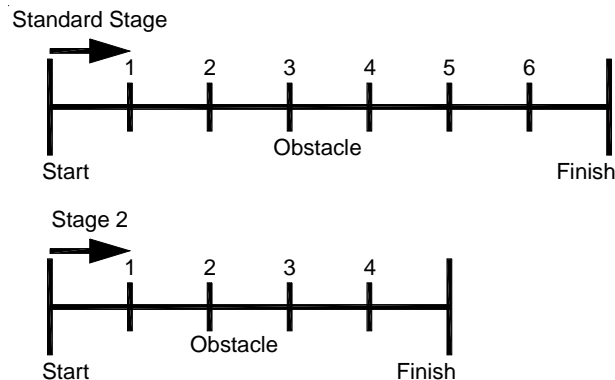 Standard Stage
1 2 3 4 5 6
Obstacle
Start Finish
Stage 2
1 2 3 4
Obstacle
Start Finish